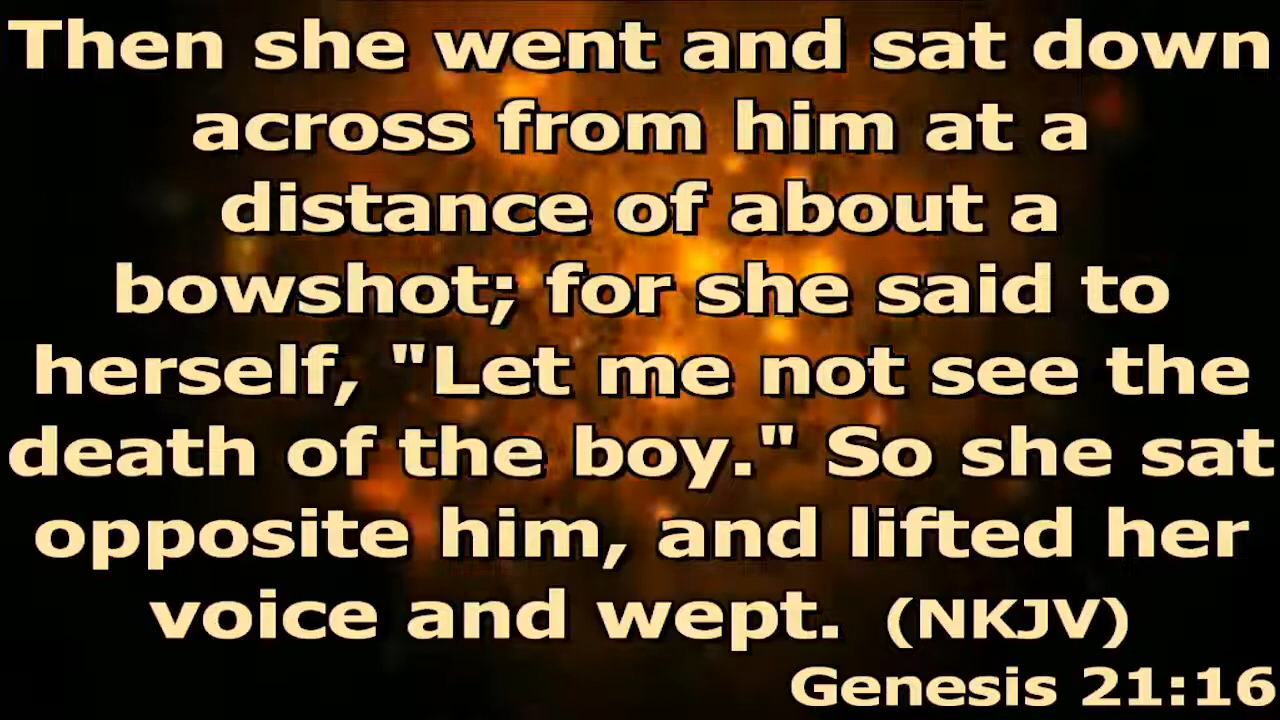 Then she went and sat down
across from him at a
distance of about a
bowshot; for she said to
herself, "Let me not see the
death of the boy." So she sat
opposite him, and lifted her
voice and wept. (NKJV)
Genesis 21:16